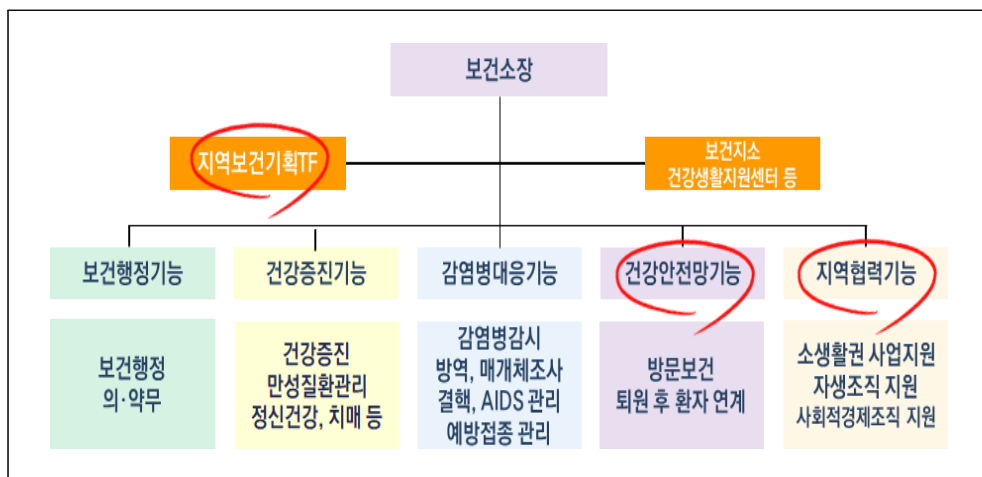 보건소장
지역보건기획TF
보건지소
건강생활지원센터 등
보건행정기능
건강증진기능
감염병대응기능
건강안전망기능
지역협력기능
보건행정
의·약무
건강증진
만성질환관리
정신건강, 치매 등
감염병감시
방역, 매개체조사
결핵, AIDS 관리
예방접종 관리
방문보건
퇴원 후 환자 연계
소생활권 사업지원
자생조직 지원
사회적경제조직 지원